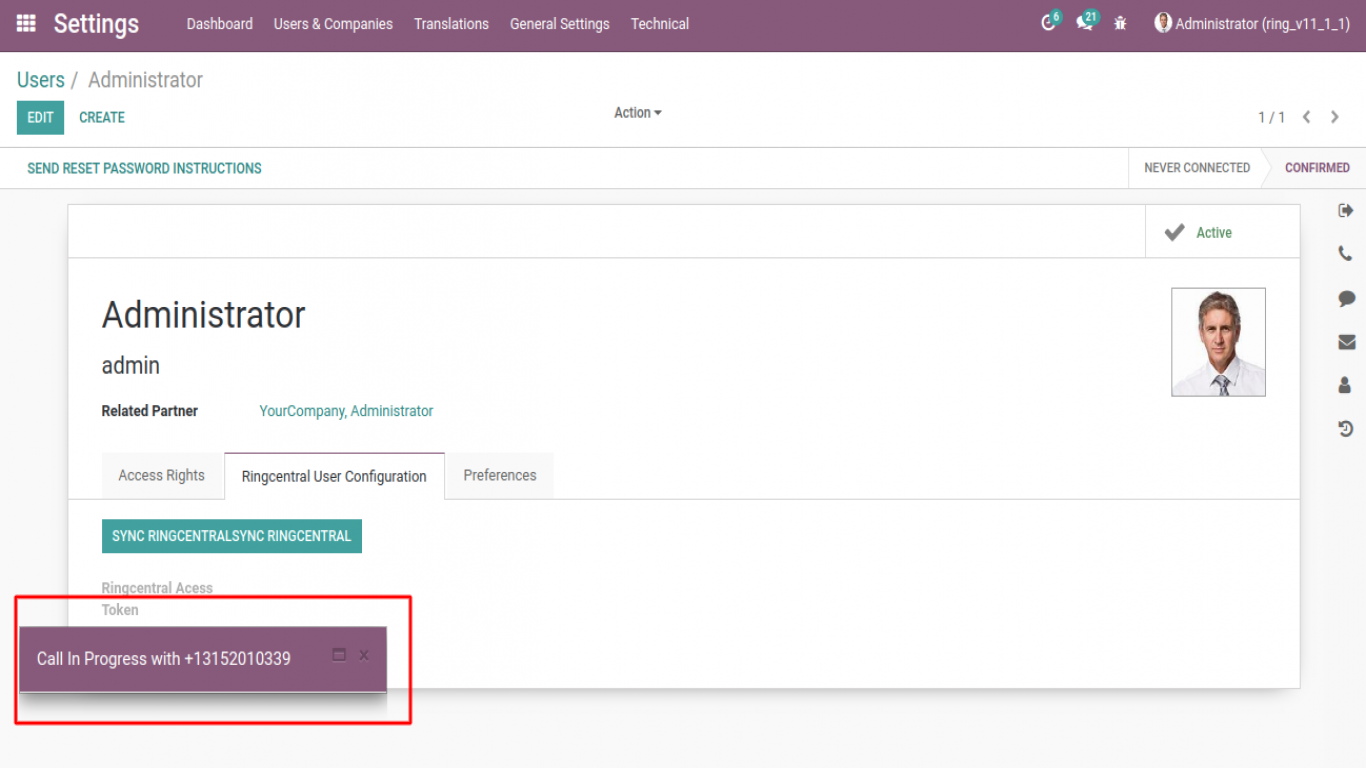 Settings Dashboard Users & Companies Translations General Settings Technical 6 21 Administrator (ring_v11_1_1)
Users / Administrator
EDIT CREATE Action 1 / 1
SEND RESET PASSWORD INSTRUCTIONS NEVER CONNECTED CONFIRMED
Active
Administrator
admin
Related Partner YourCompany, Administrator
Access Rights Ringcentral User Configuration Preferences
SYNC RINGCENTRALSYNC RINGCENTRAL
Ringcentral Acess
Token
Call In Progress with +13152010339